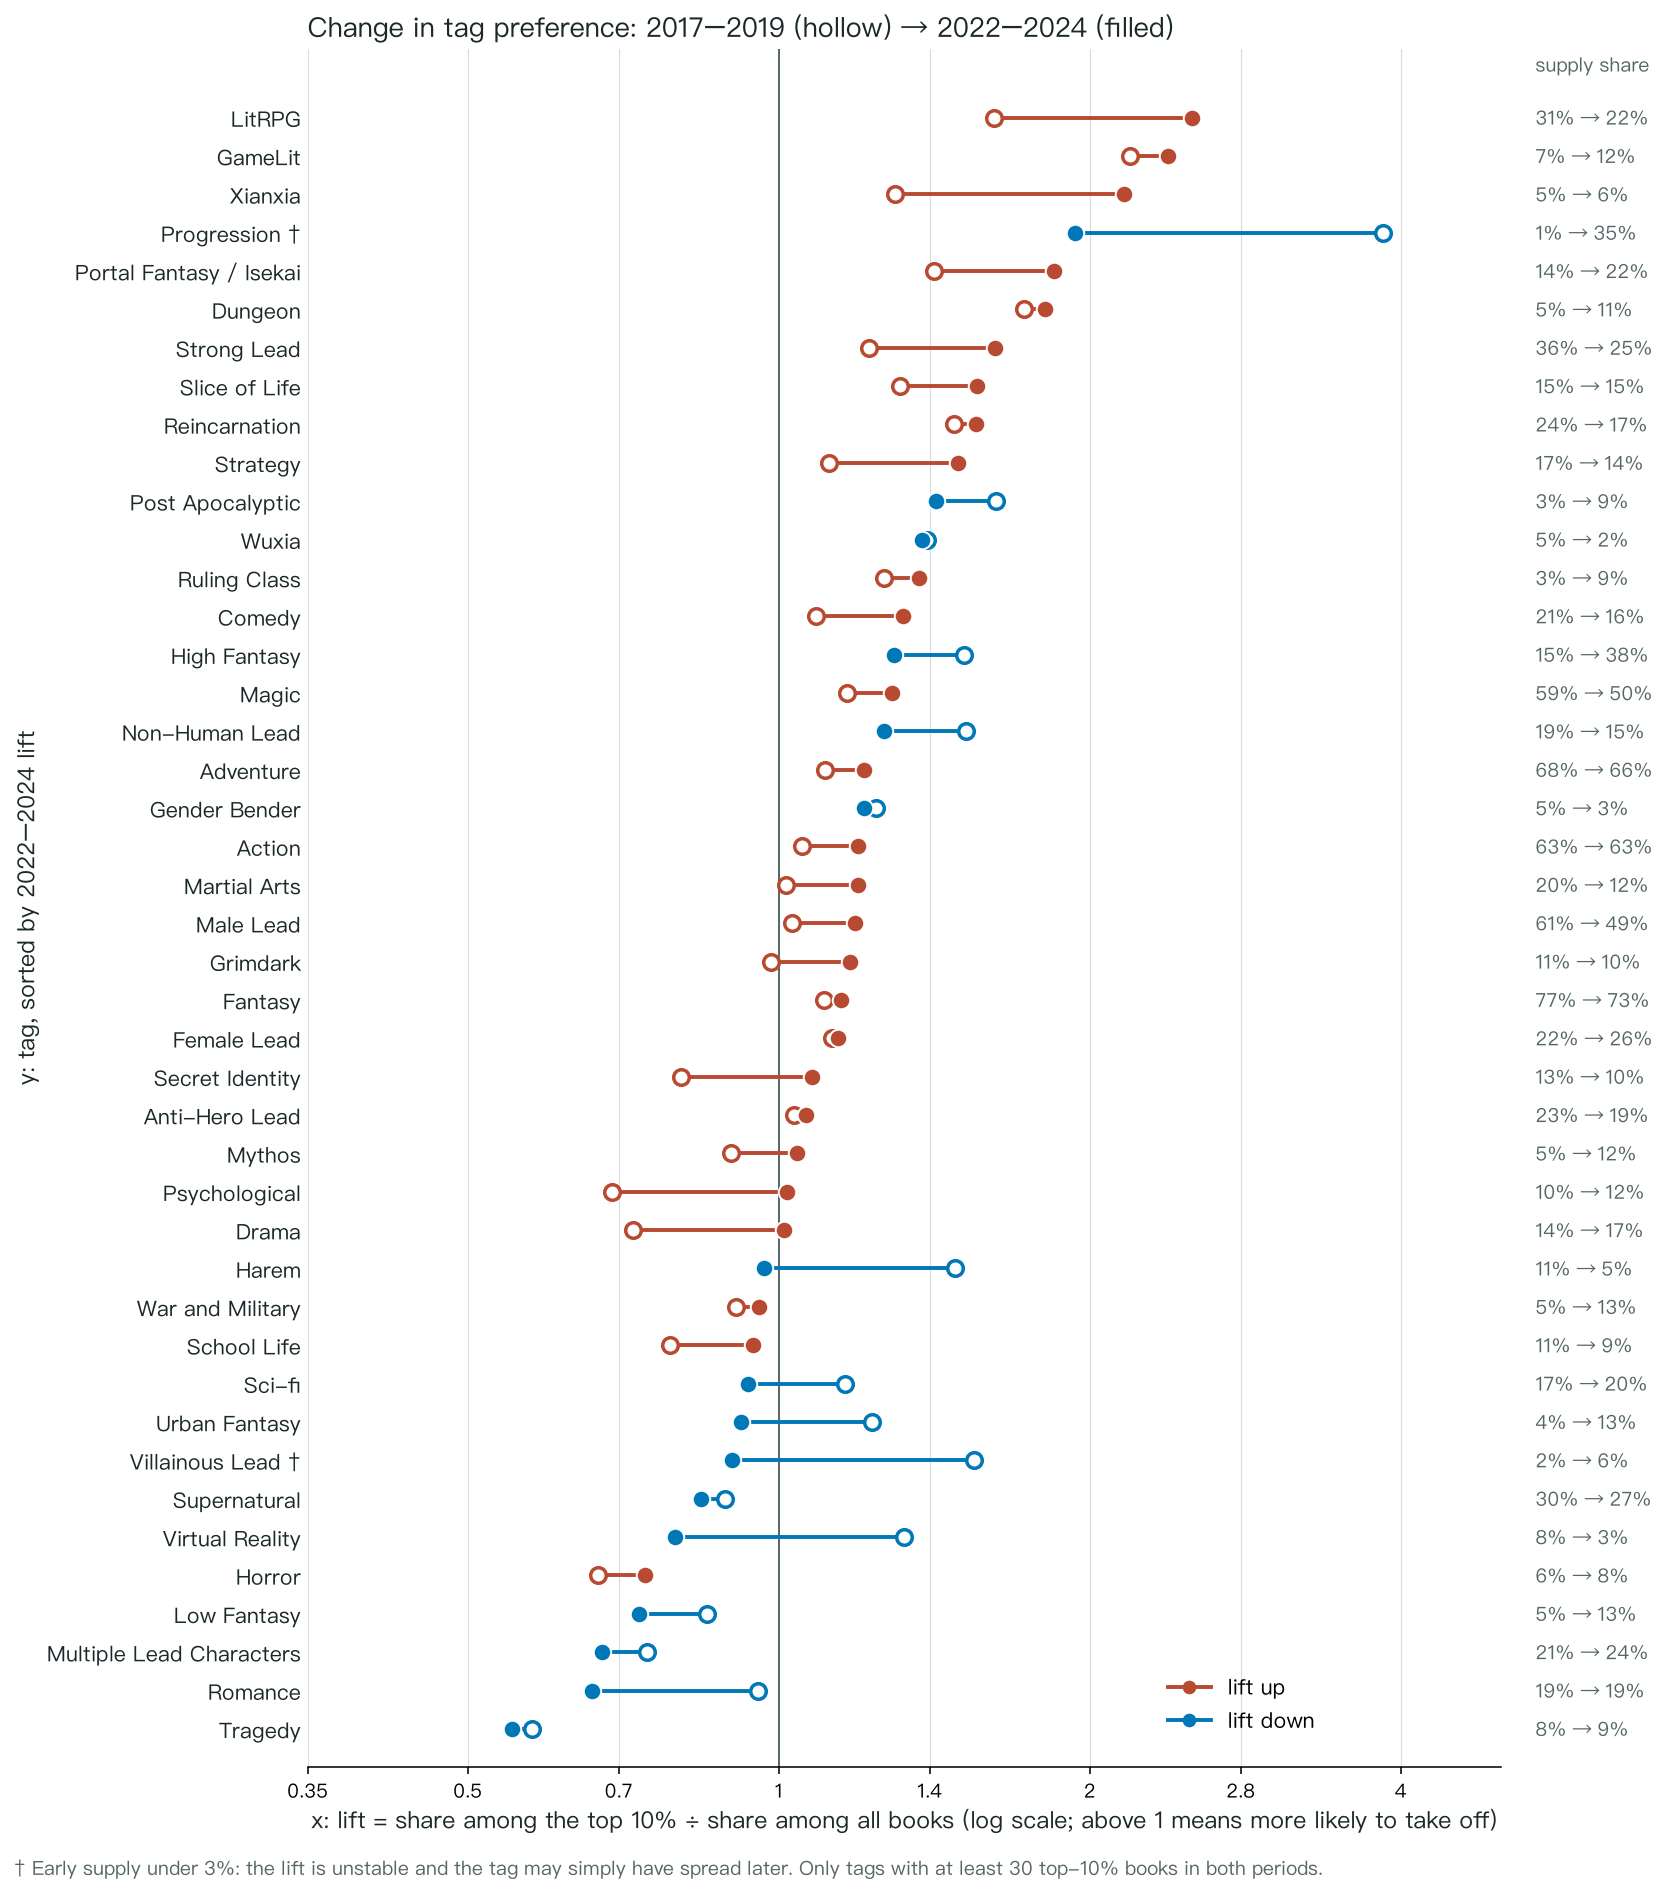 Change in tag preference: 2017—2019 (hollow) → 2022—2024 (filled)
supply share
LitRPG 31% → 22%
GameLit 7% → 12%
Xianxia 5% → 6%
Progression † 1% → 35%
Portal Fantasy / Isekai 14% → 22%
Dungeon 5% → 11%
Strong Lead 36% → 25%
Slice of Life 15% → 15%
Reincarnation 24% → 17%
Strategy 17% → 14%
Post Apocalyptic 3% → 9%
Wuxia 5% → 2%
Ruling Class 3% → 9%
Comedy 21% → 16%
High Fantasy 15% → 38%
Magic 59% → 50%
Non–Human Lead 19% → 15%
Adventure 68% → 66%
Gender Bender 5% → 3%
Action 63% → 63%
Martial Arts 20% → 12%
Male Lead 61% → 49%
Grimdark 11% → 10%
Fantasy 77% → 73%
Female Lead 22% → 26%
Secret Identity 13% → 10%
Anti–Hero Lead 23% → 19%
Mythos 5% → 12%
Psychological 10% → 12%
Drama 14% → 17%
Harem 11% → 5%
War and Military 5% → 13%
School Life 11% → 9%
Sci–fi 17% → 20%
Urban Fantasy 4% → 13%
Villainous Lead † 2% → 6%
Supernatural 30% → 27%
Virtual Reality 8% → 3%
Horror 6% → 8%
Low Fantasy 5% → 13%
Multiple Lead Characters 21% → 24%
Romance 19% → 19%
Tragedy 8% → 9%
y: tag, sorted by 2022—2024 lift
lift up
lift down
0.35 0.5 0.7 1 1.4 2 2.8 4
x: lift = share among the top 10% ÷ share among all books (log scale; above 1 means more likely to take off)
† Early supply under 3%: the lift is unstable and the tag may simply have spread later. Only tags with at least 30 top–10% books in both periods.